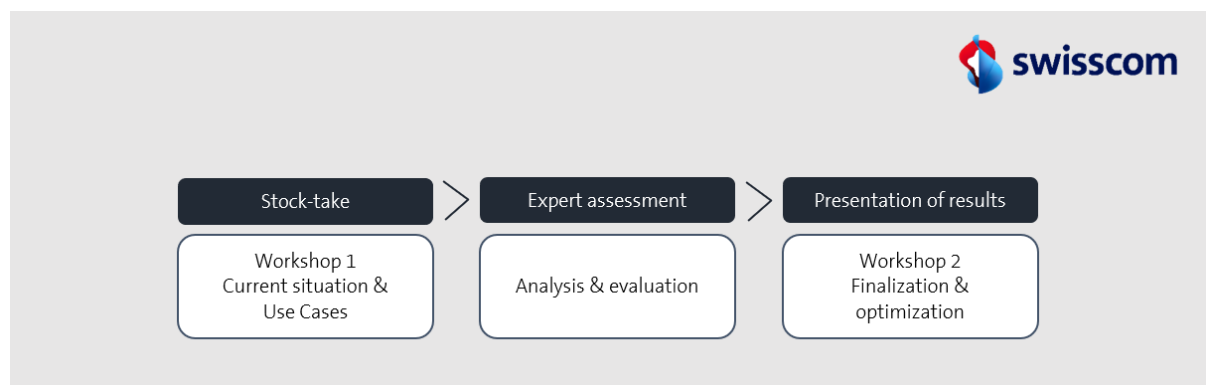 swisscom
Stock-take
Expert assessment
Presentation of results
Workshop 1
Current situation &
Use Cases
Analysis & evaluation
Workshop 2
Finalization &
optimization